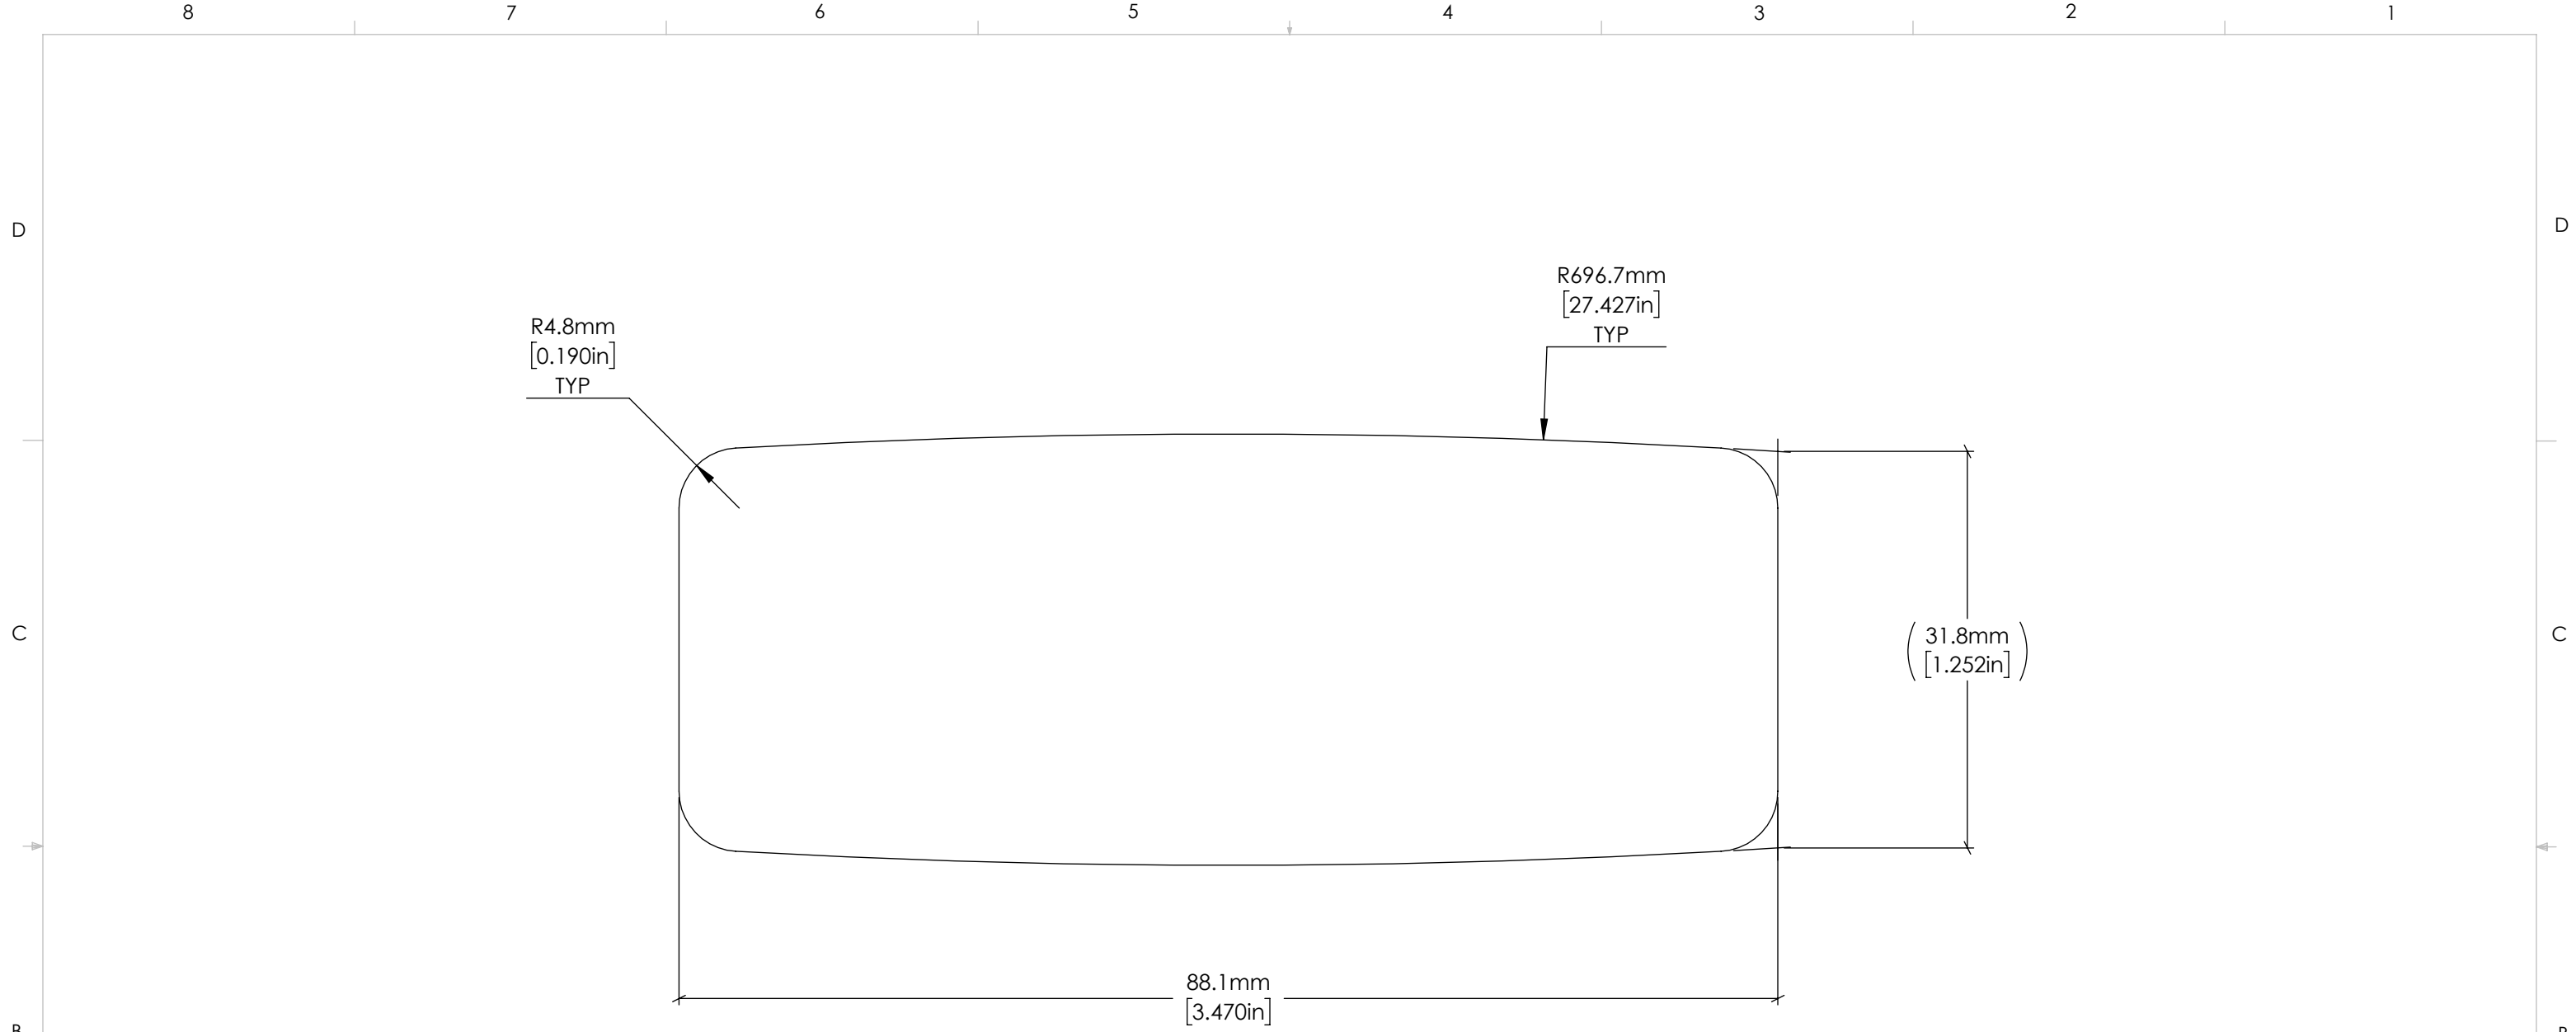 8 7 6 5 4 3 2 1
D D
R696.7mm
[27.427in]
TYP
R4.8mm
[0.190in]
TYP
C C
(31.8mm
[1.252in])
88.1mm
[3.470in]